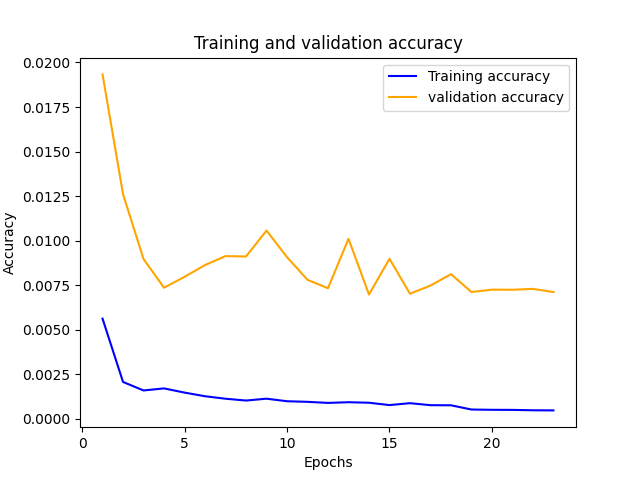 Training and validation accuracy
0.0200
0.0175
0.0150
0.0125
0.0100
0.0075
0.0050
0.0025
0.0000
Accuracy
Training accuracy
validation accuracy
0 5 10 15 20
Epochs